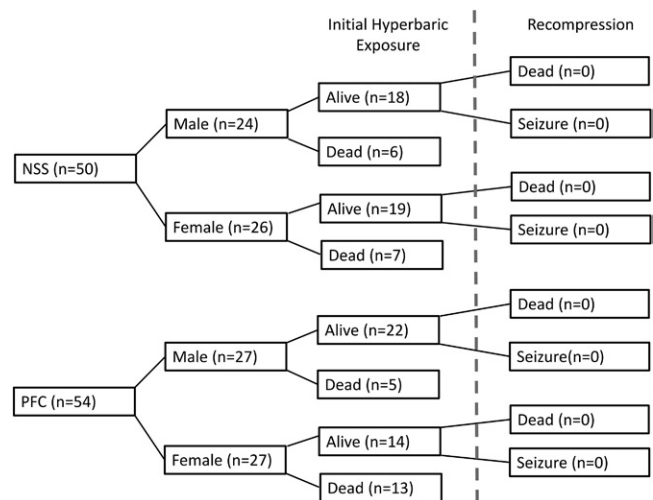 Initial Hyperbaric
Exposure
Recompression
NSS (n=50)
Male (n=24)
Alive (n=18)
Dead (n=0)
Seizure (n=0)
Dead (n=6)
Female (n=26)
Alive (n=19)
Dead (n=0)
Seizure (n=0)
Dead (n=7)
PFC (n=54)
Male (n=27)
Alive (n=22)
Dead (n=0)
Seizure(n=0)
Dead (n=5)
Female (n=27)
Alive (n=14)
Dead (n=0)
Seizure (n=0)
Dead (n=13)